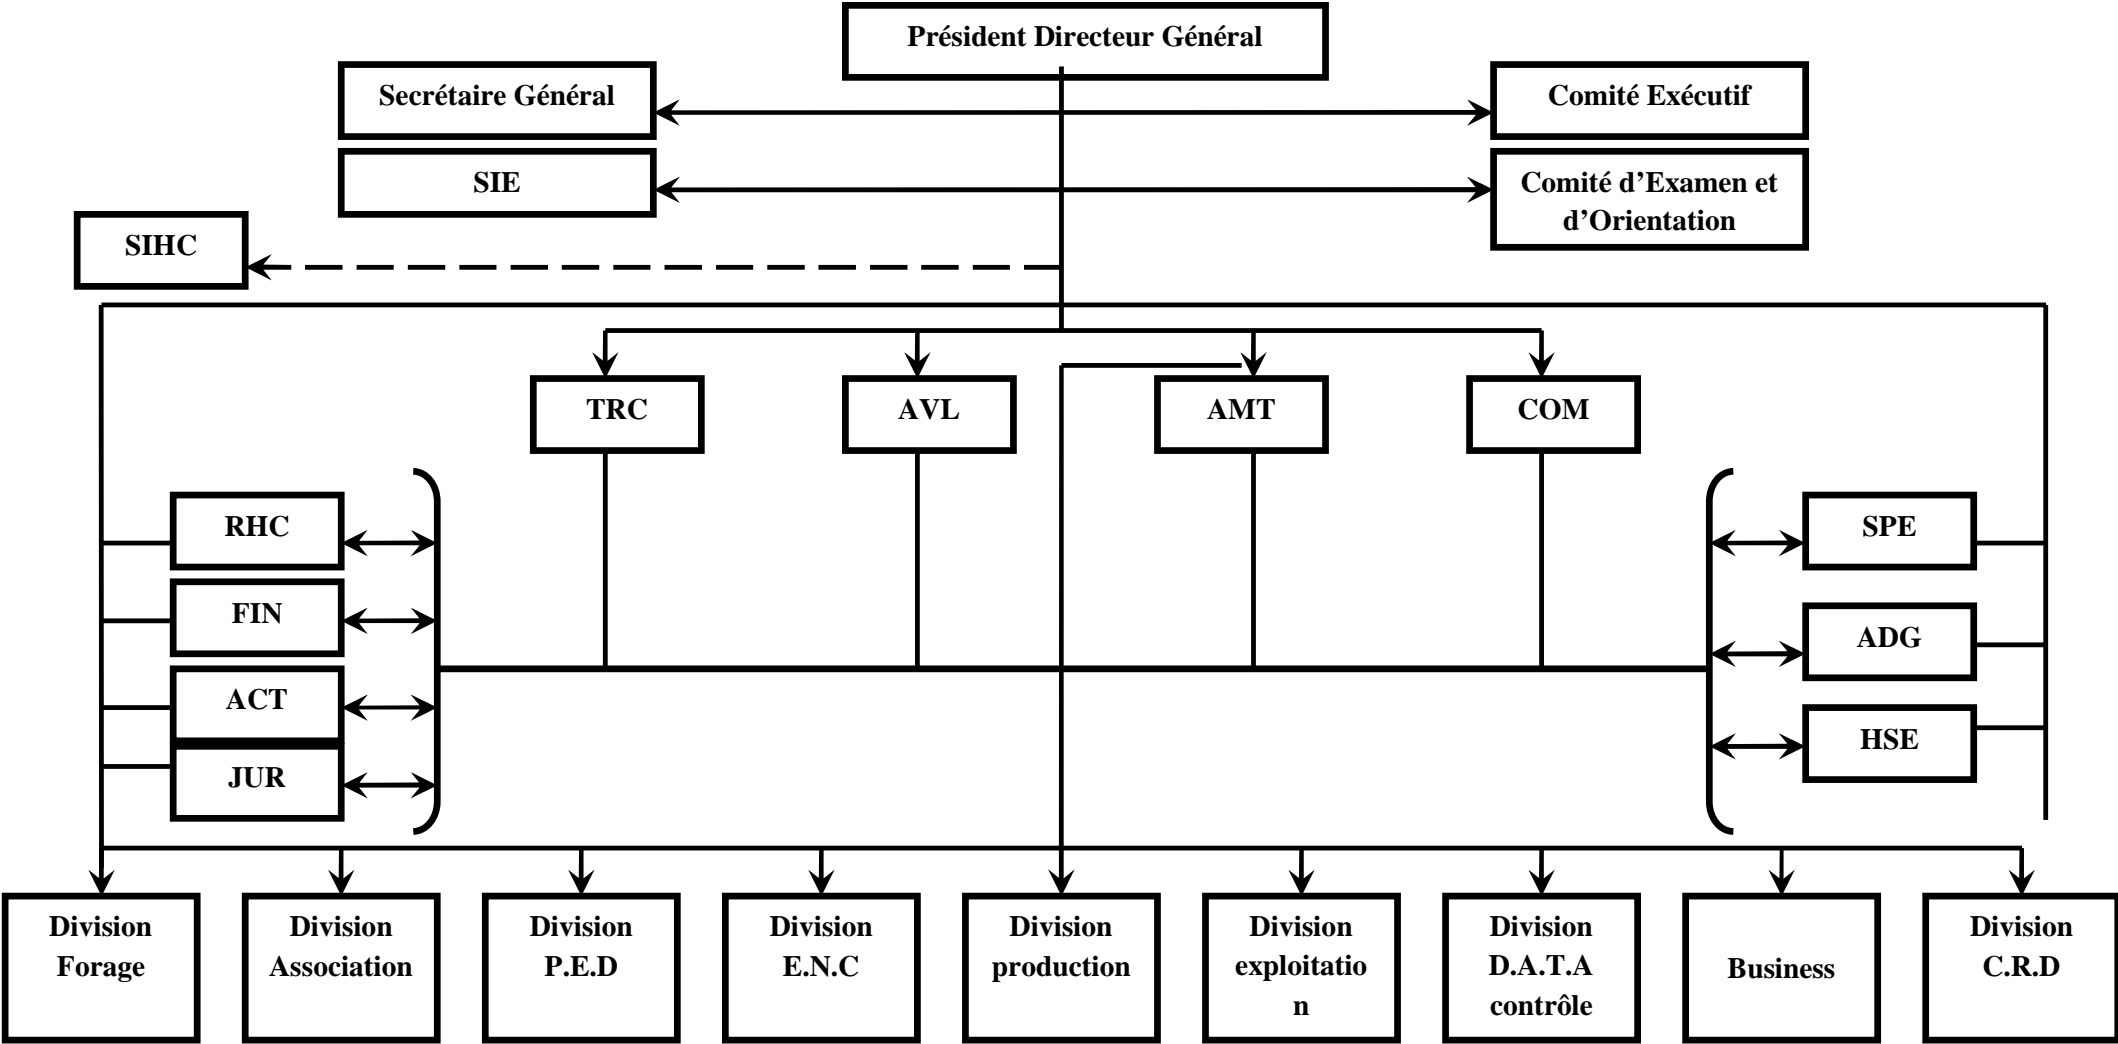 Président Directeur Général
Secrétaire Général
Comité Exécutif
SIE
Comité d’Examen et
d’Orientation
SIHC
TRC
AVL
AMT
COM
RHC
FIN
ACT
JUR
SPE
ADG
HSE
Division
Forage
Division
Association
Division
P.E.D
Division
E.N.C
Division
production
Division
exploitatio
n
Division
D.A.T.A
contrôle
Business
Division
C.R.D